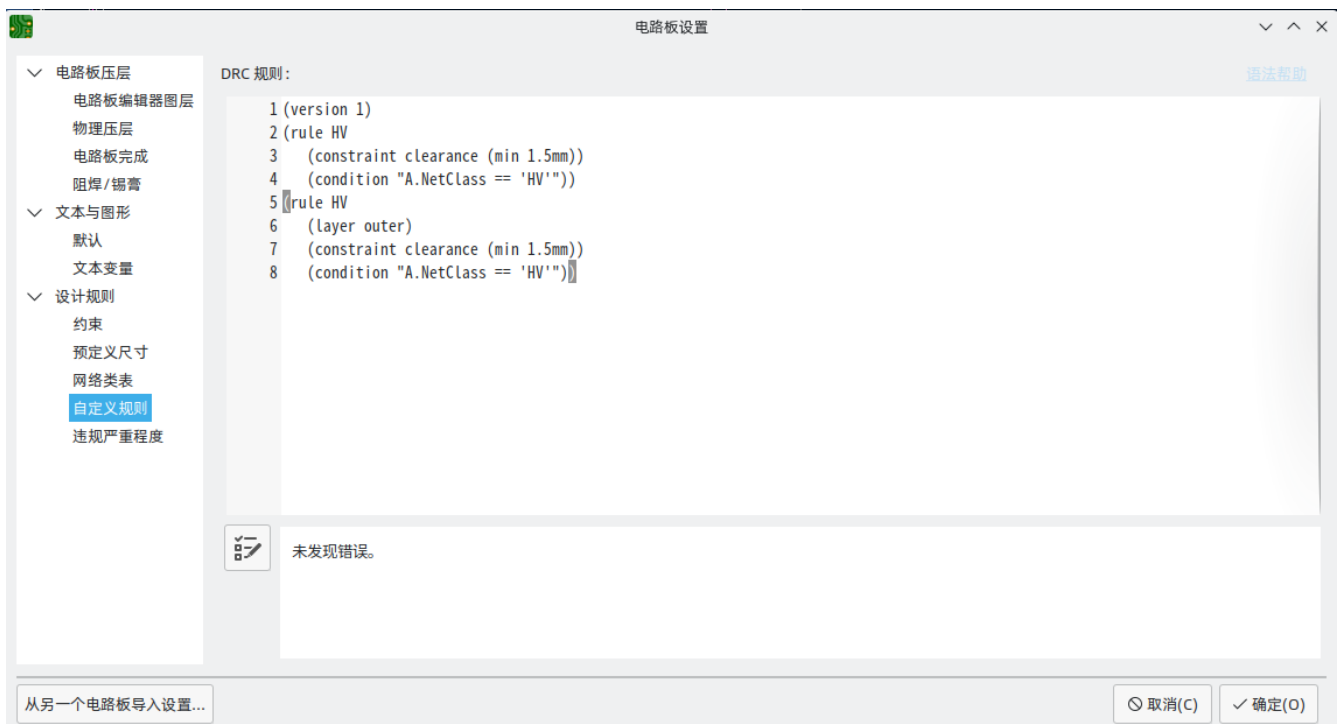 电路板设置
电路板压层
电路板编辑器图层
物理压层
电路板完成
阻焊/锡膏
文本与图形
默认
文本变量
设计规则
约束
预定义尺寸
网络类表
自定义规则
违规严重程度
DRC 规则：
语法帮助
1 (version 1)
2 (rule HV
3 (constraint clearance (min 1.5mm))
4 (condition "A.NetClass == 'HV'"))
5 (rule HV
6 (layer outer)
7 (constraint clearance (min 1.5mm))
8 (condition "A.NetClass == 'HV'"))
未发现错误。
从另一个电路板导入设置...
取消(C)
确定(O)